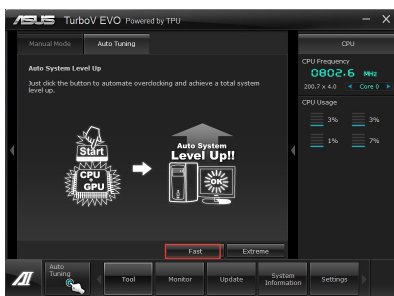 ASUS TurboV EVO Powered by TPU
Manual Mode
Auto Tuning
Auto System Level Up
Just click the button to automate overclocking and achieve a total system
level up.
Start
CPU
+
GPU
Auto System
Level Up!!
OK
Fast
Extreme
CPU
CPU Frequency
0802.6 MHz
200.7 x 4.0
Core 0
CPU Usage
3%
3%
1%
7%
Auto
Tuning
Tool
Monitor
Update
System
Information
Settings